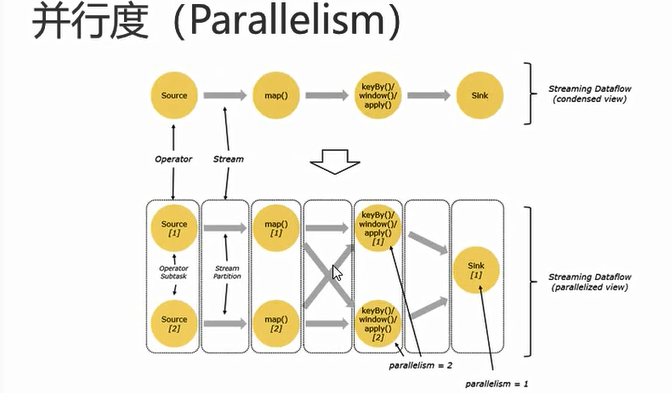 并行度（Parallelism）
Source
map()
keyBy()/
window()/
apply()
Sink
Streaming Dataflow
(condensed view)
Operator
Stream
Source
[1]
map()
[1]
keyBy()/
window()/
apply()
[1]
Operator
Subtask
Stream
Partition
Sink
[1]
Streaming Dataflow
(parallelized view)
Source
[2]
map()
[2]
keyBy()/
window()/
apply()
[2]
parallelism = 2
parallelism = 1